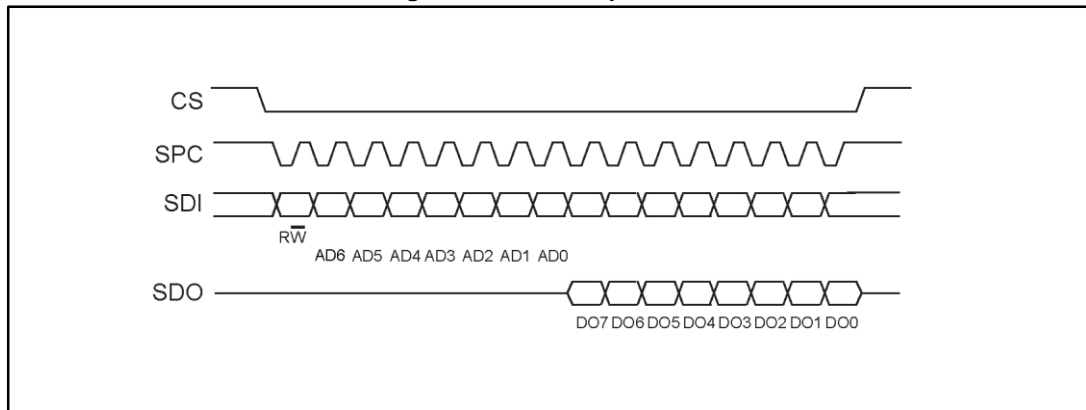 CS
SPC
SDI
RW
AD6 AD5 AD4 AD3 AD2 AD1 AD0
SDO
DO7 DO6 DO5 DO4 DO3 DO2 DO1 DO0